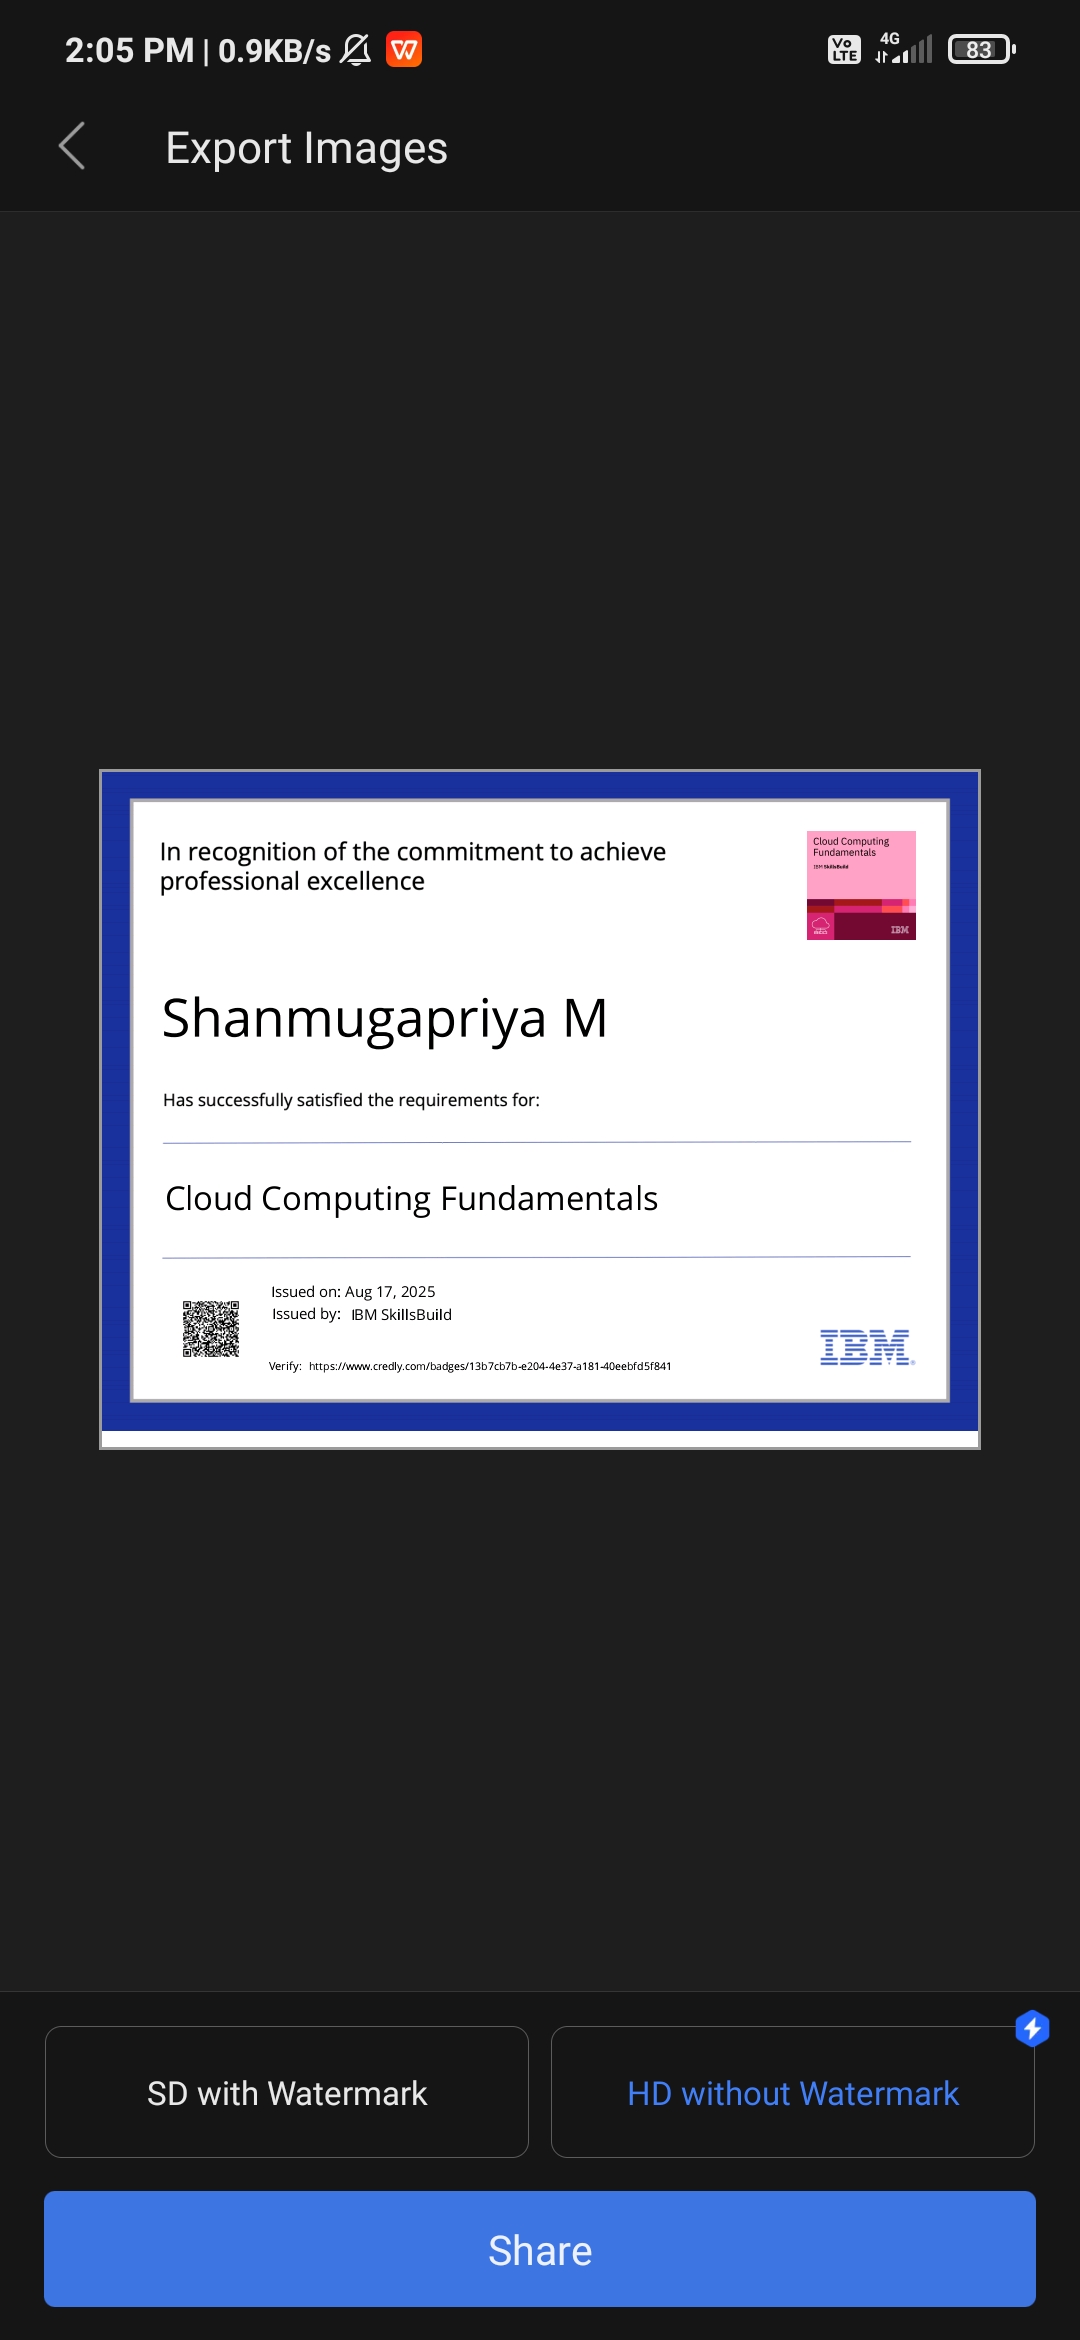 2:05 PM | 0.9KB/s
Vo LTE
4G
83
Export Images
In recognition of the commitment to achieve
professional excellence
Cloud Computing
Fundamentals
IBM SkillsBuild
IBM
Shanmugapriya M
Has successfully satisfied the requirements for:
Cloud Computing Fundamentals
Issued on: Aug 17, 2025
Issued by: IBM SkillsBuild
Verify: https://www.credly.com/badges/13b7cb7b-e204-4e37-a181-40eebfd5f841
IBM
SD with Watermark
HD without Watermark
Share